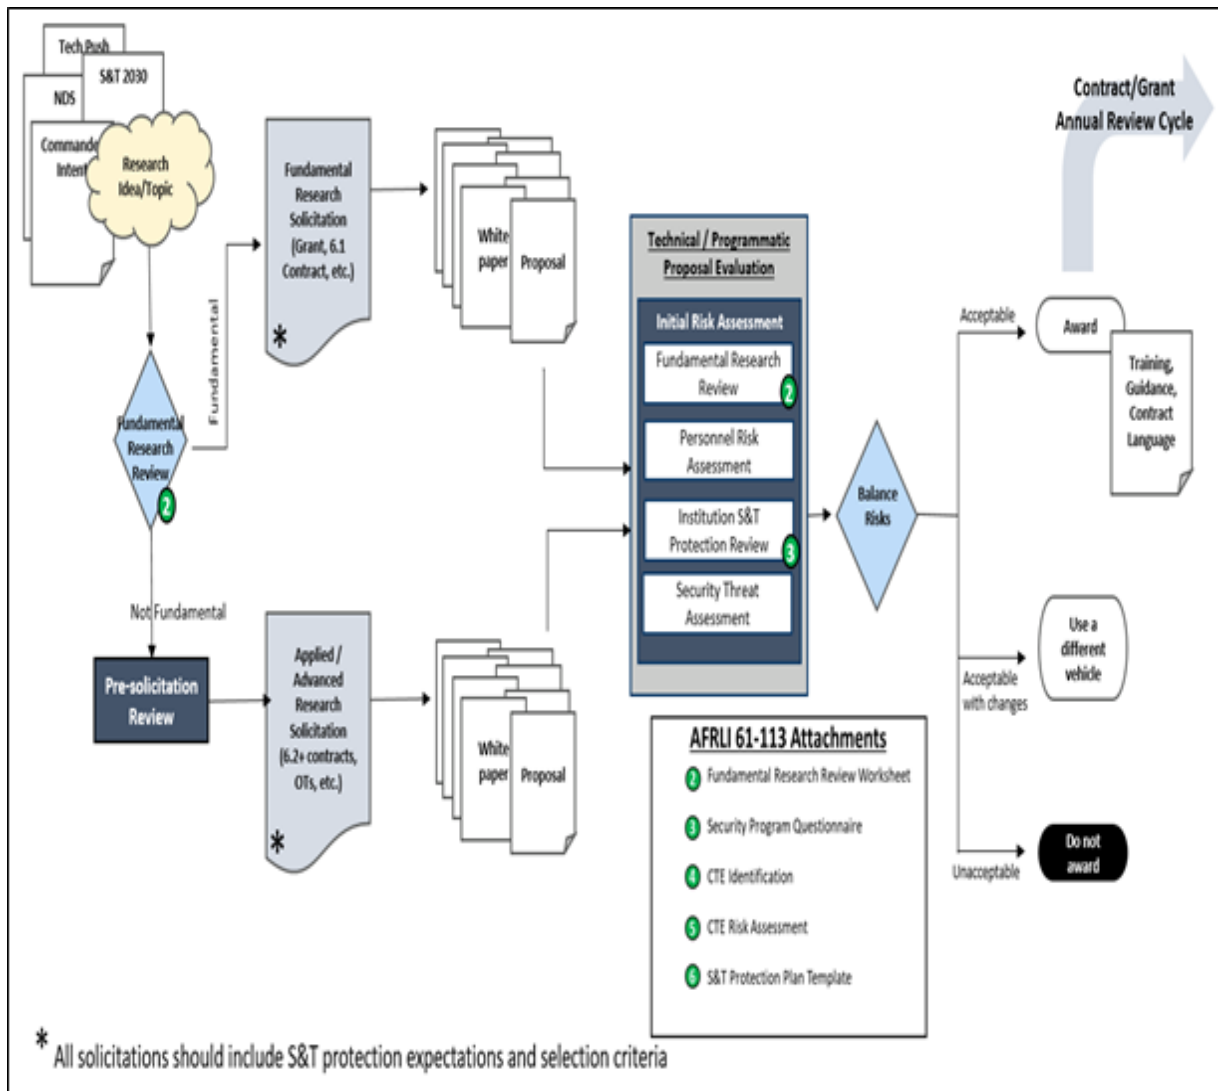 Tech Push
S&T 2030
NDS
Commande
Intent
Research
Idea/Topic
Fundamental
Research
Review
2
Fundamental
Not Fundamental
Pre-solicitation
Review
Fundamental
Research
Solicitation
(Grant, 6.1
Contract, etc.)
*
White
paper
Proposal
Applied /
Advanced
Research
Solicitation
(6.2+ contracts,
OTs, etc.)
*
White
paper
Proposal
Technical / Programmatic
Proposal Evaluation
Initial Risk Assessment
Fundamental Research
Review
2
Personnel Risk
Assessment
Institution S&T
Protection Review
3
Security Threat
Assessment
Balance
Risks
Acceptable
Award
Training,
Guidance,
Contract
Language
Contract/Grant
Annual Review Cycle
Acceptable
with changes
Use a
different
vehicle
Unacceptable
Do not
award
AFRLI 61-113 Attachments
2 Fundamental Research Review Worksheet
3 Security Program Questionnaire
4 CTE Identification
5 CTE Risk Assessment
6 S&T Protection Plan Template
* All solicitations should include S&T protection expectations and selection criteria